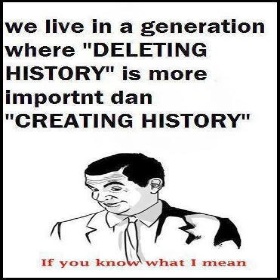 we live in a generation
where "DELETING
HISTORY" is more
importnt dan
"CREATING HISTORY"
If you know what I mean